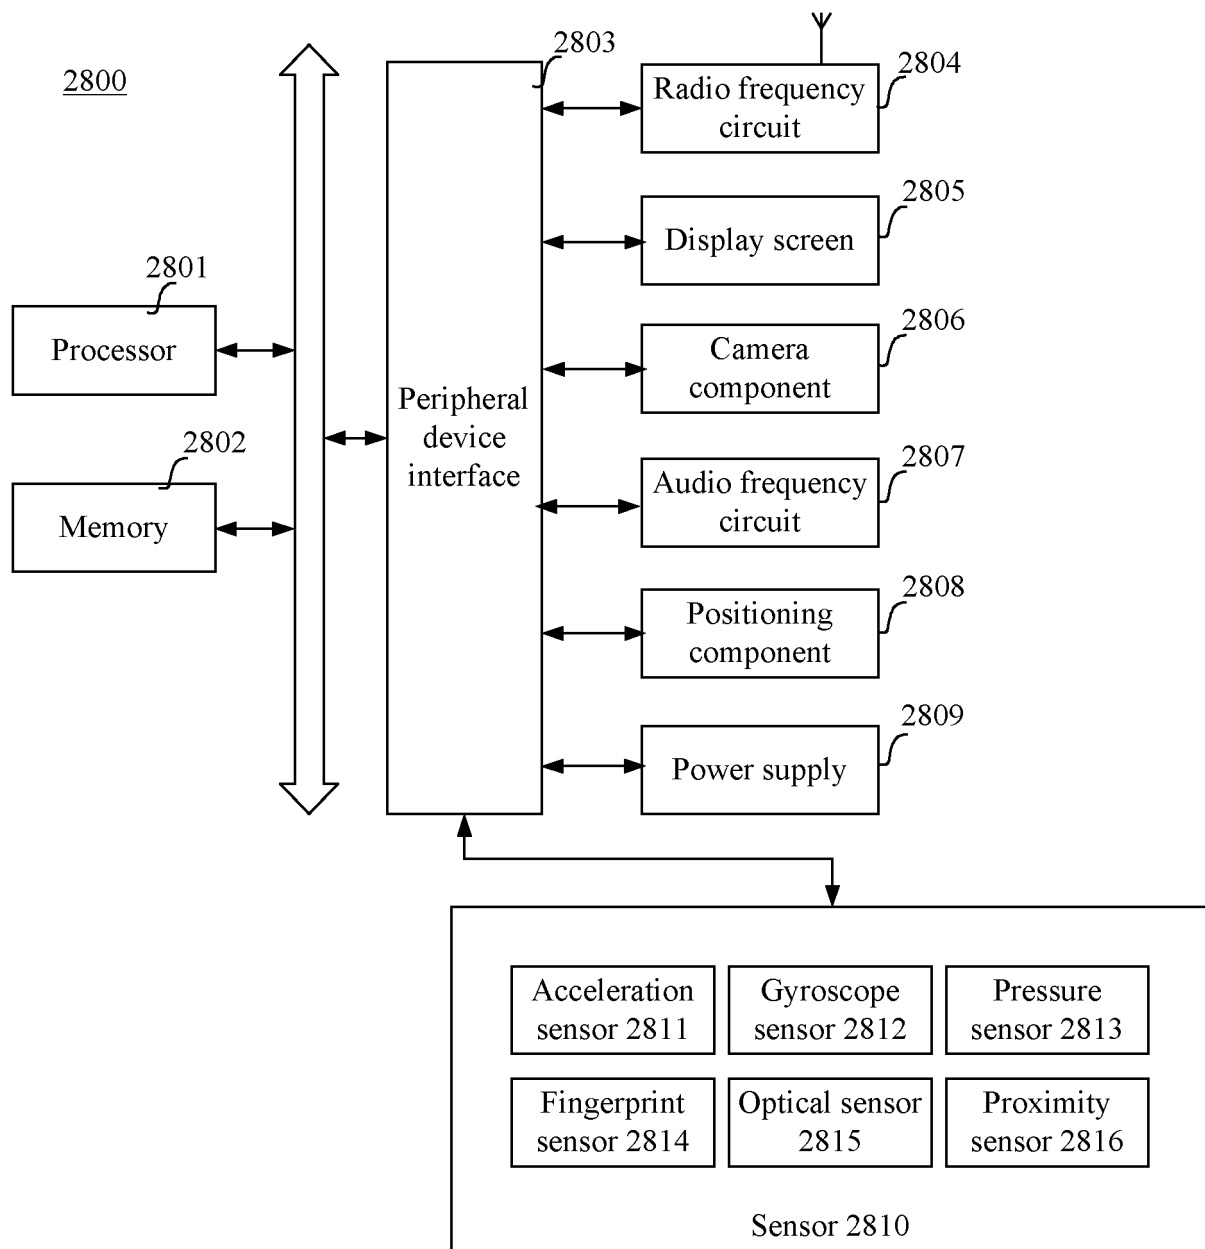 2800
2801
Processor
2802
Memory
2803
Peripheral
device
interface
2804
Radio frequency
circuit
2805
Display screen
2806
Camera
component
2807
Audio frequency
circuit
2808
Positioning
component
2809
Power supply
Acceleration
sensor 2811
Gyroscope
sensor 2812
Pressure
sensor 2813
Fingerprint
sensor 2814
Optical sensor
2815
Proximity
sensor 2816
Sensor 2810